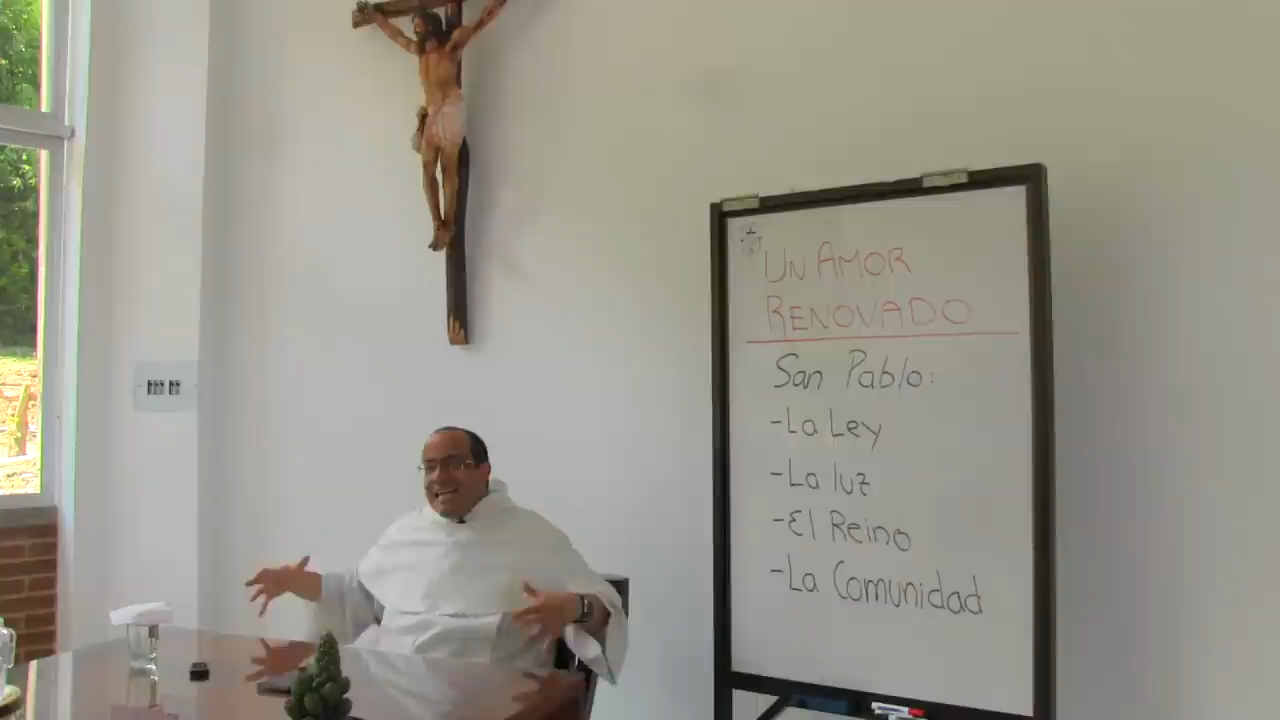 UN AMOR
RENOVADO
San Pablo:
-La Ley
-La luz
-El Reino
-La Comunidad